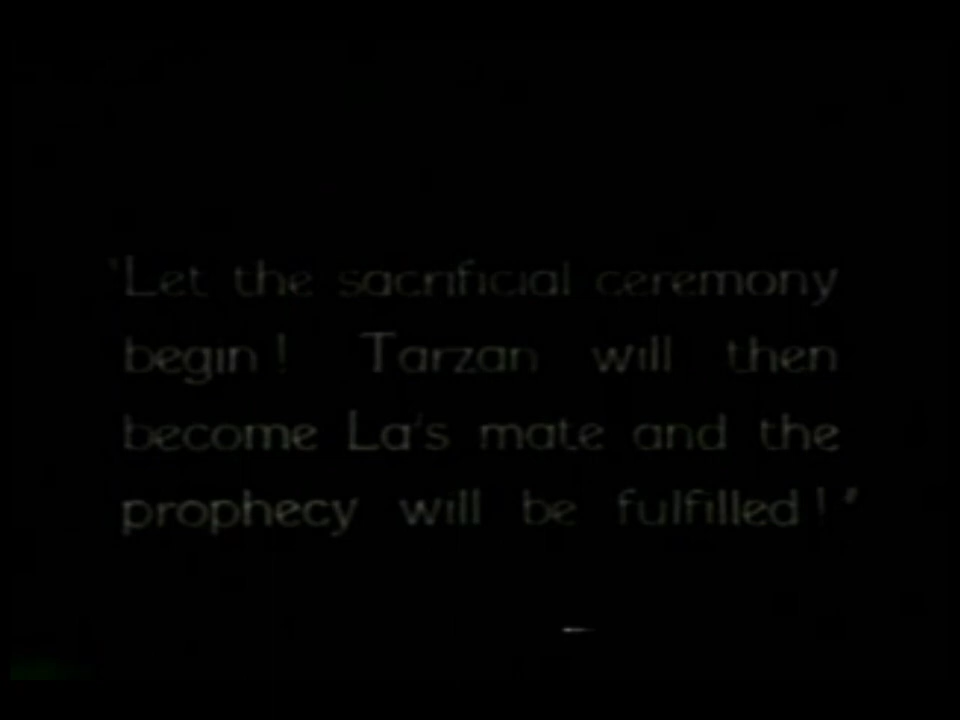 "Let the sacrificial ceremony
begin! Tarzan will then
become La's mate and the
prophecy will be fulfilled!"